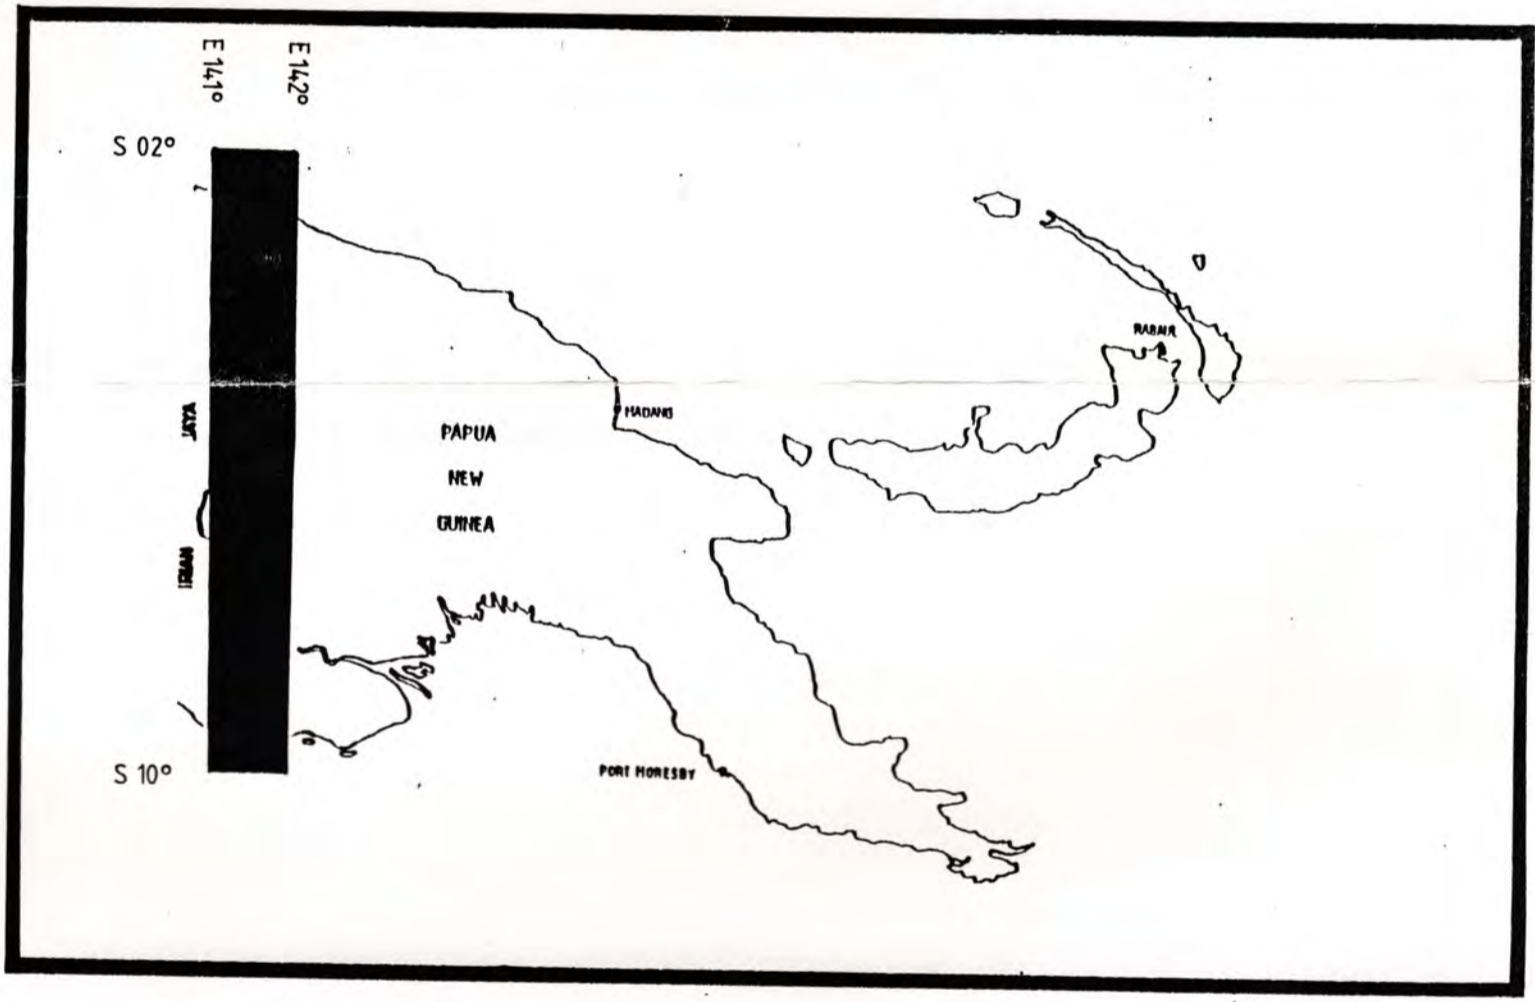 E 141°
E 142°
S 02°
RABAUL
MADANG
JAYA
PAPUA
NEW
GUINEA
IRIAN
S 10°
PORT MORESBY